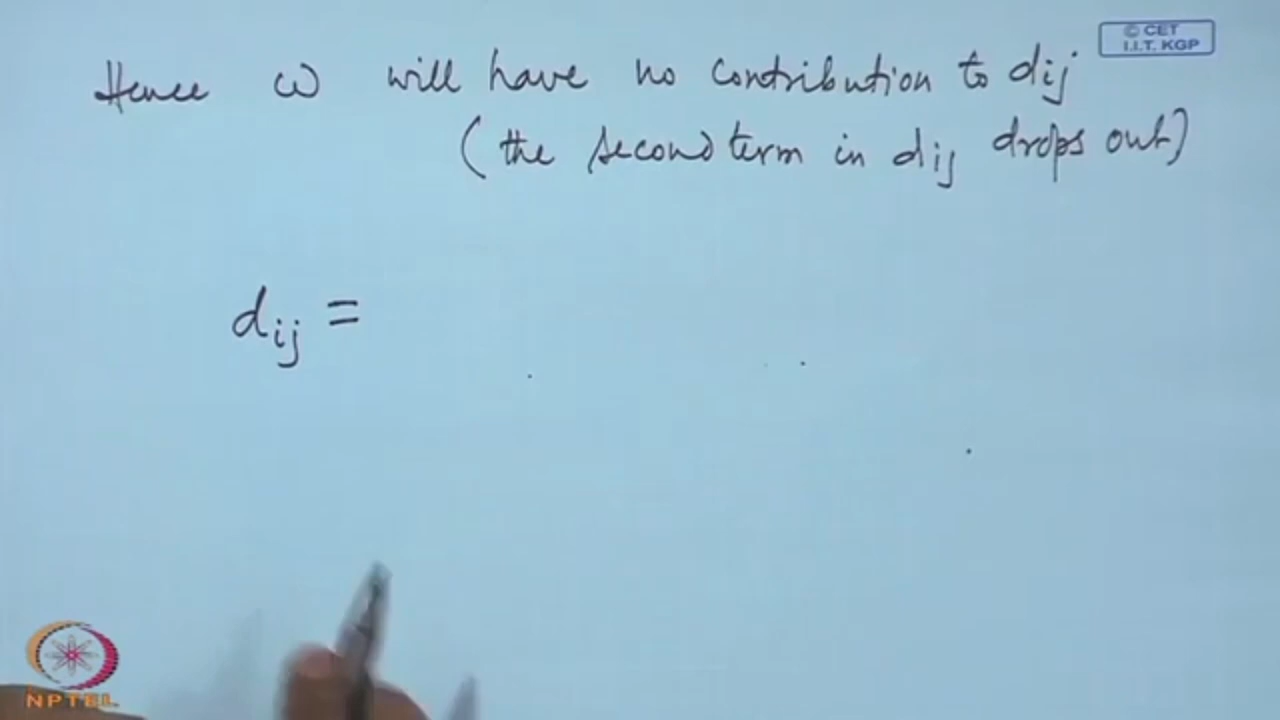 © CET
I.I.T. KGP
Hence ω will have no contribution to dij
(the second term in dij drops out)
dij =
NPTEL